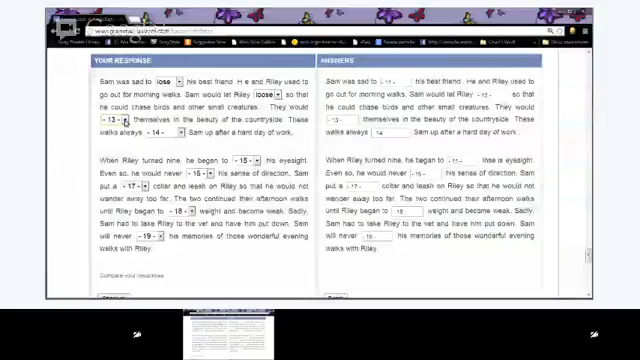 YOUR RESPONSE
Sam was sad to lose his best friend. H e and Riley used to
go out for morning walks. Sam would let Riley loose so that
he could chase birds and other small creatures. They would
- 13 - themselves in the beauty of the countryside. These
walks always - 14 - Sam up after a hard day of work.
When Riley turned nine, he began to - 15 - his eyesight.
Even so, he would never - 16 - his sense of direction. Sam
put a - 17 - collar and leash on Riley so that he would not
wander away too far. The two continued their afternoon walks
until Riley began to - 18 - weight and become weak. Sadly,
Sam had to take Riley to the vet and have him put down. Sam
will never - 19 - his memories of those wonderful evening
walks with Riley.
Compare your responses
ANSWERS
Sam was sad to - 11 - his best friend. H e and Riley used to
go out for morning walks. Sam would let Riley - 12 - so that
he could chase birds and other small creatures. They would
- 13 - themselves in the beauty of the countryside. These
walks always 14 Sam up after a hard day of work .
When Riley turned nine, he began to - 15 - lose is eyesight.
Even so, he would never - 16 - his sense of direction. Sam
put a - 17 - collar and leash on Riley so that he would not
wander away too far. The two continued their afternoon walks
until Riley began to 18 weight and become weak. Sadly,
Sam had to take Riley to the vet and have him put down. Sam
will never - 19 - his memories of those wonderful evening
walks with Riley.